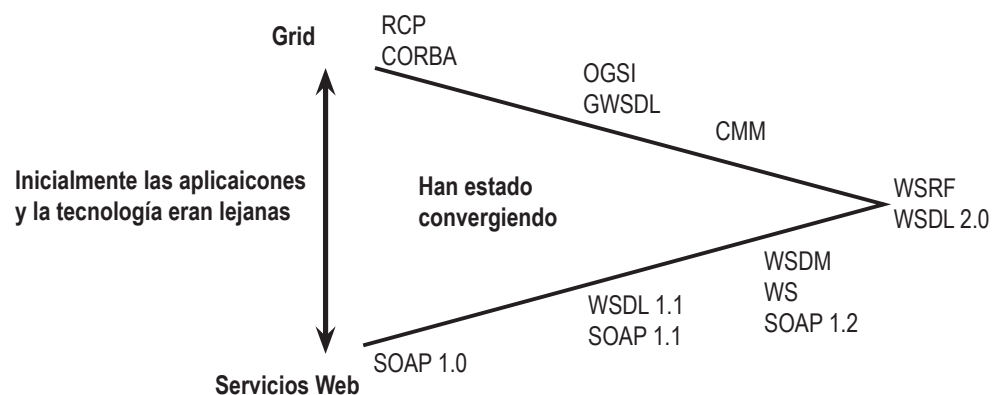 Grid
RCP
CORBA
OGSI
GWSDL
CMM
Inicialmente las aplicaicones
y la tecnología eran lejanas
Han estado
convergiendo
WSRF
WSDL 2.0
WSDM
WS
SOAP 1.2
WSDL 1.1
SOAP 1.1
SOAP 1.0
Servicios Web